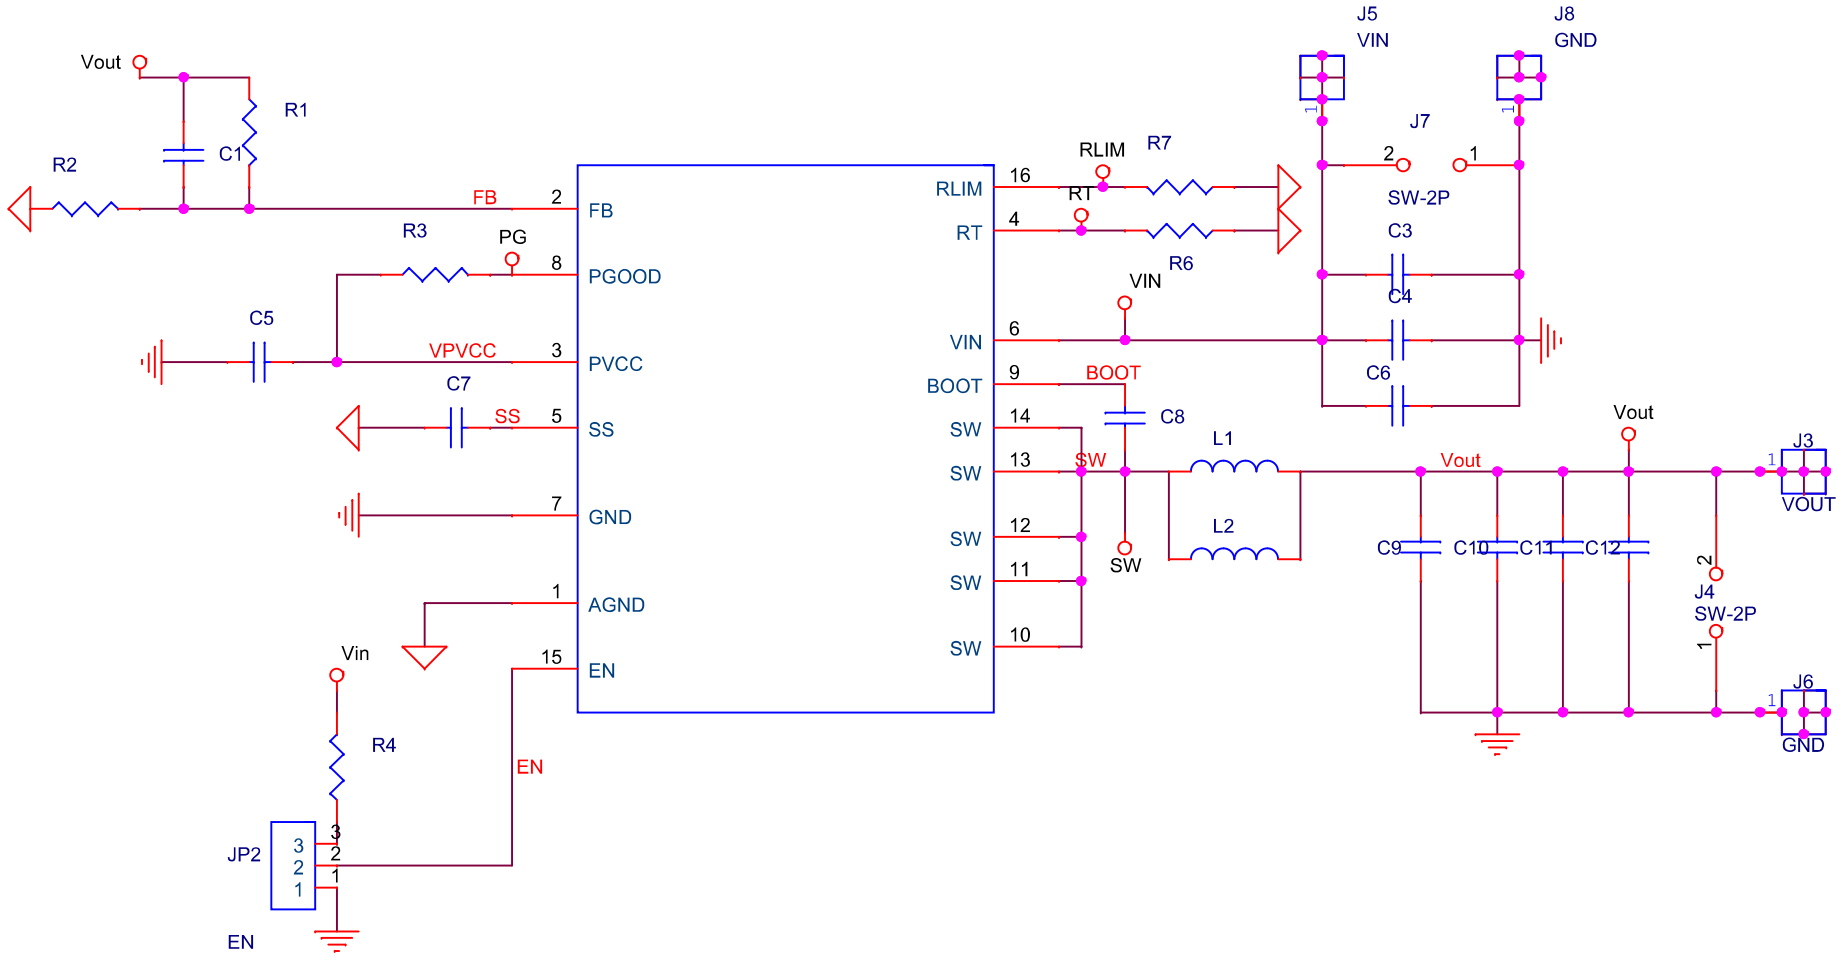 J5
VIN
J8
GND
Vout
R1
C1
R2
1
1
J7
2
1
SW-2P
RLIM
R7
RLIM
16
RT
RT
4
R6
FB
2
FB
R3
PG
8
PGOOD
C3
C4
C6
VIN
VIN
6
C5
VPVCC
3
PVCC
BOOT
9
BOOT
C7
SS
5
SS
C8
SW
14
SW
13
SW
L1
Vout
Vout
J3
1
VOUT
7
GND
SW
12
L2
SW
C9
C10
C11
C12
2
J4
SW-2P
1
SW
11
1
AGND
SW
10
15
EN
J6
1
GND
Vin
R4
EN
JP2
3
3
2
2
1
1
EN